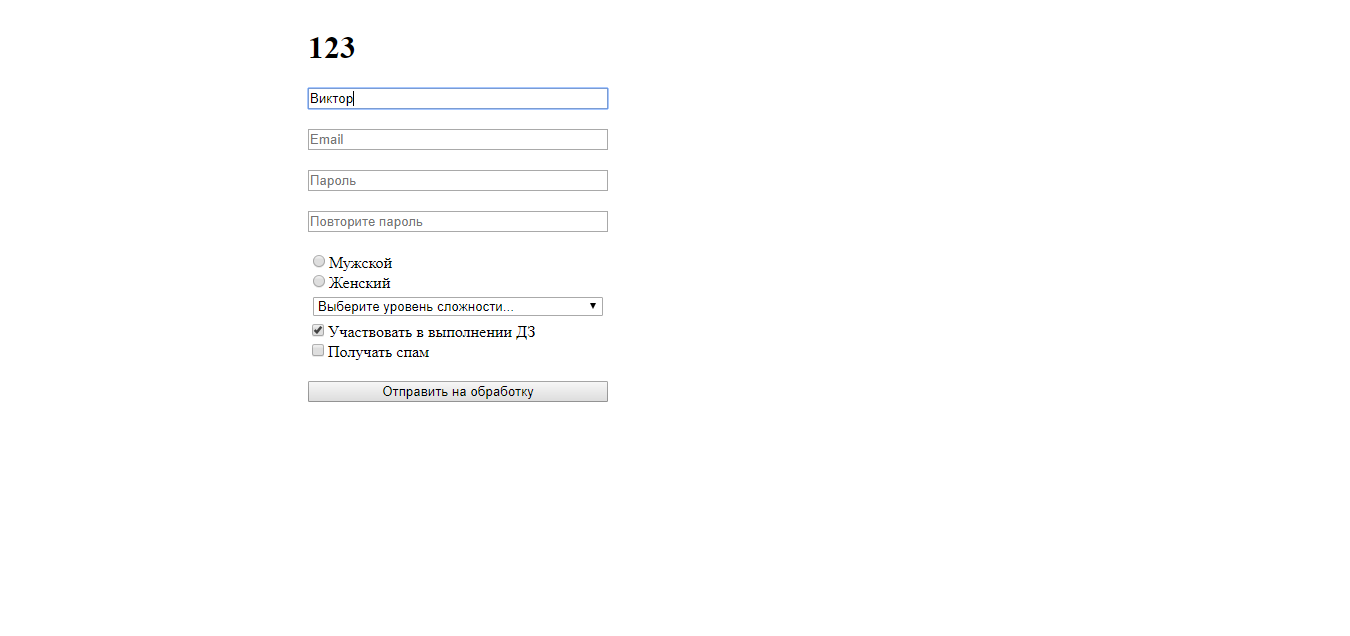 123
Виктор
Email
Пароль
Повторите пароль
Мужской
Женский
Выберите уровень сложности...
Участвовать в выполнении ДЗ
Получать спам
Отправить на обработку